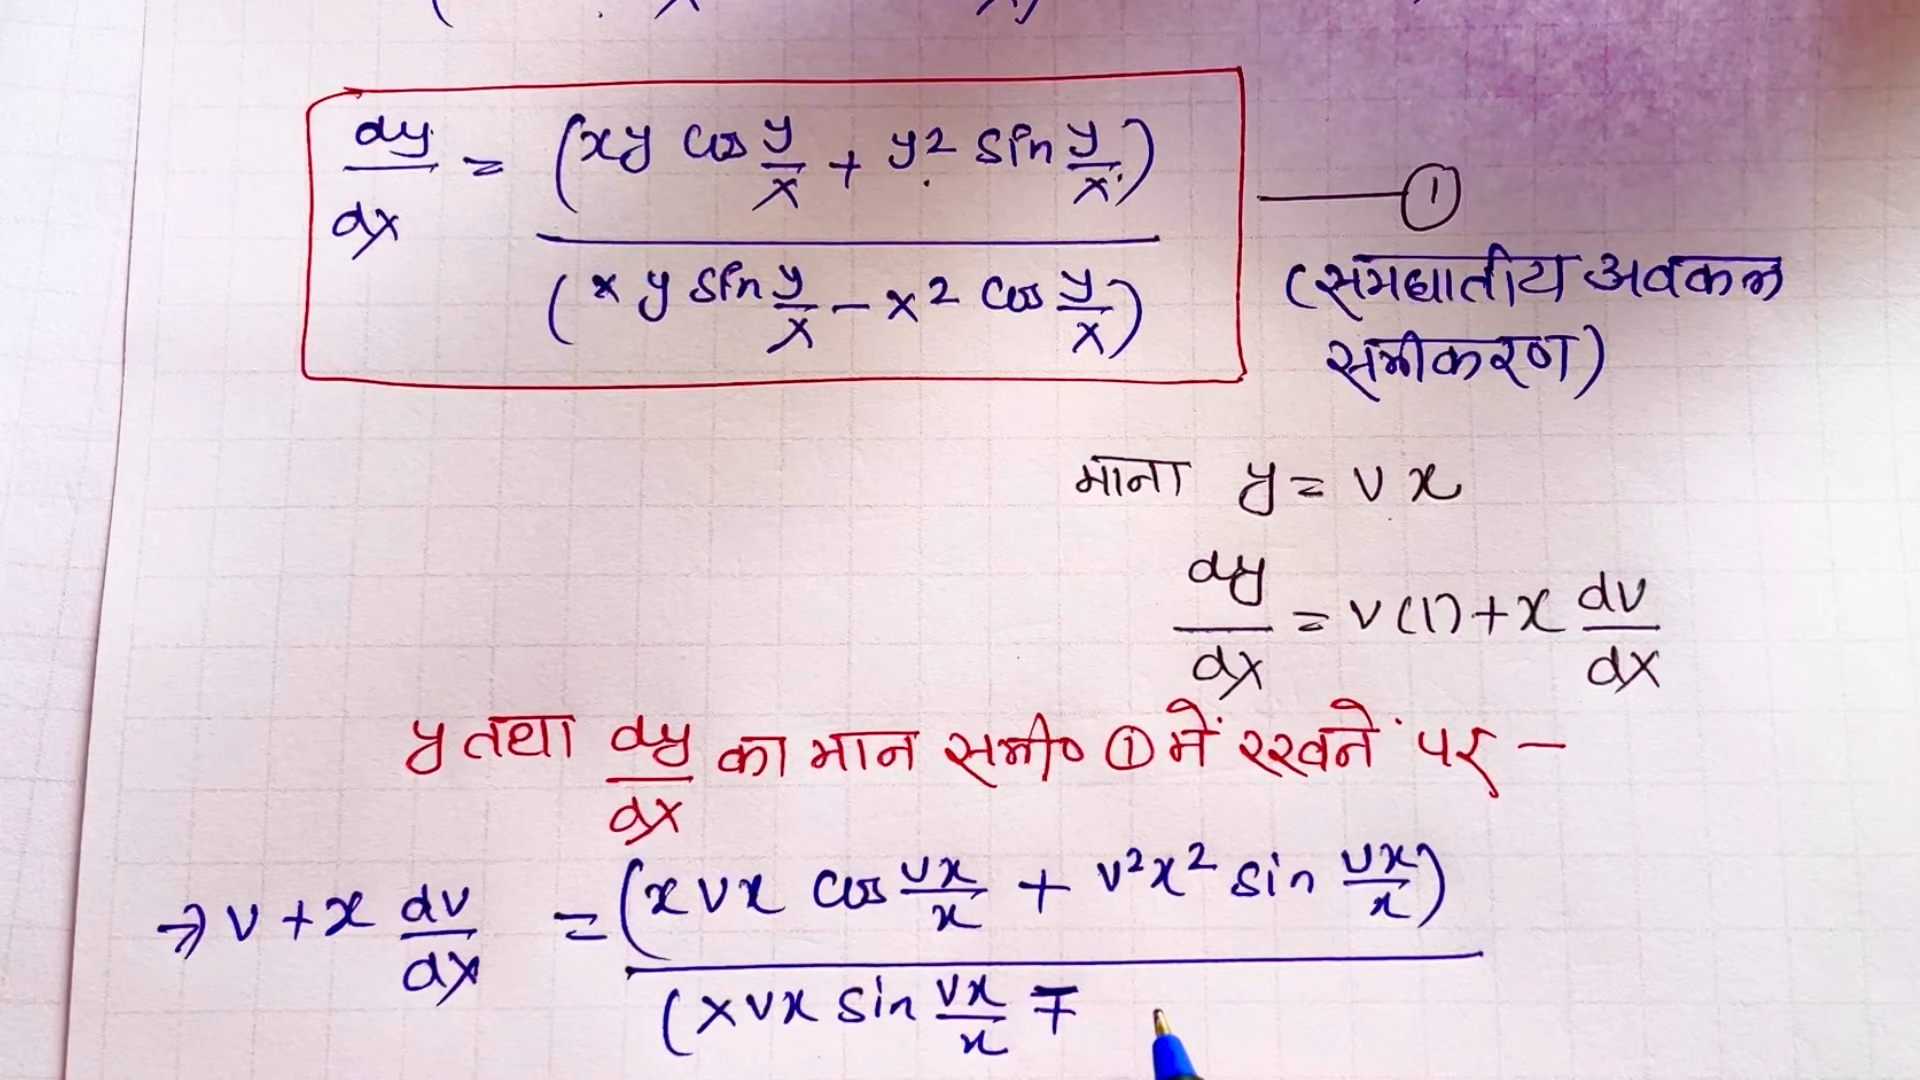 dy/dx = (xy cos y/x + y² sin y/x) / (xy sin y/x − x² cos y/x) —— ①
(समघातीय अवकल
समीकरण)
माना y = vx
dy/dx = v(1) + x dv/dx
y तथा dy/dx का मान समी० ① में रखने पर −
⇒ v + x dv/dx = (x vx cos vx/x + v²x² sin vx/x) / (x vx sin vx/x −